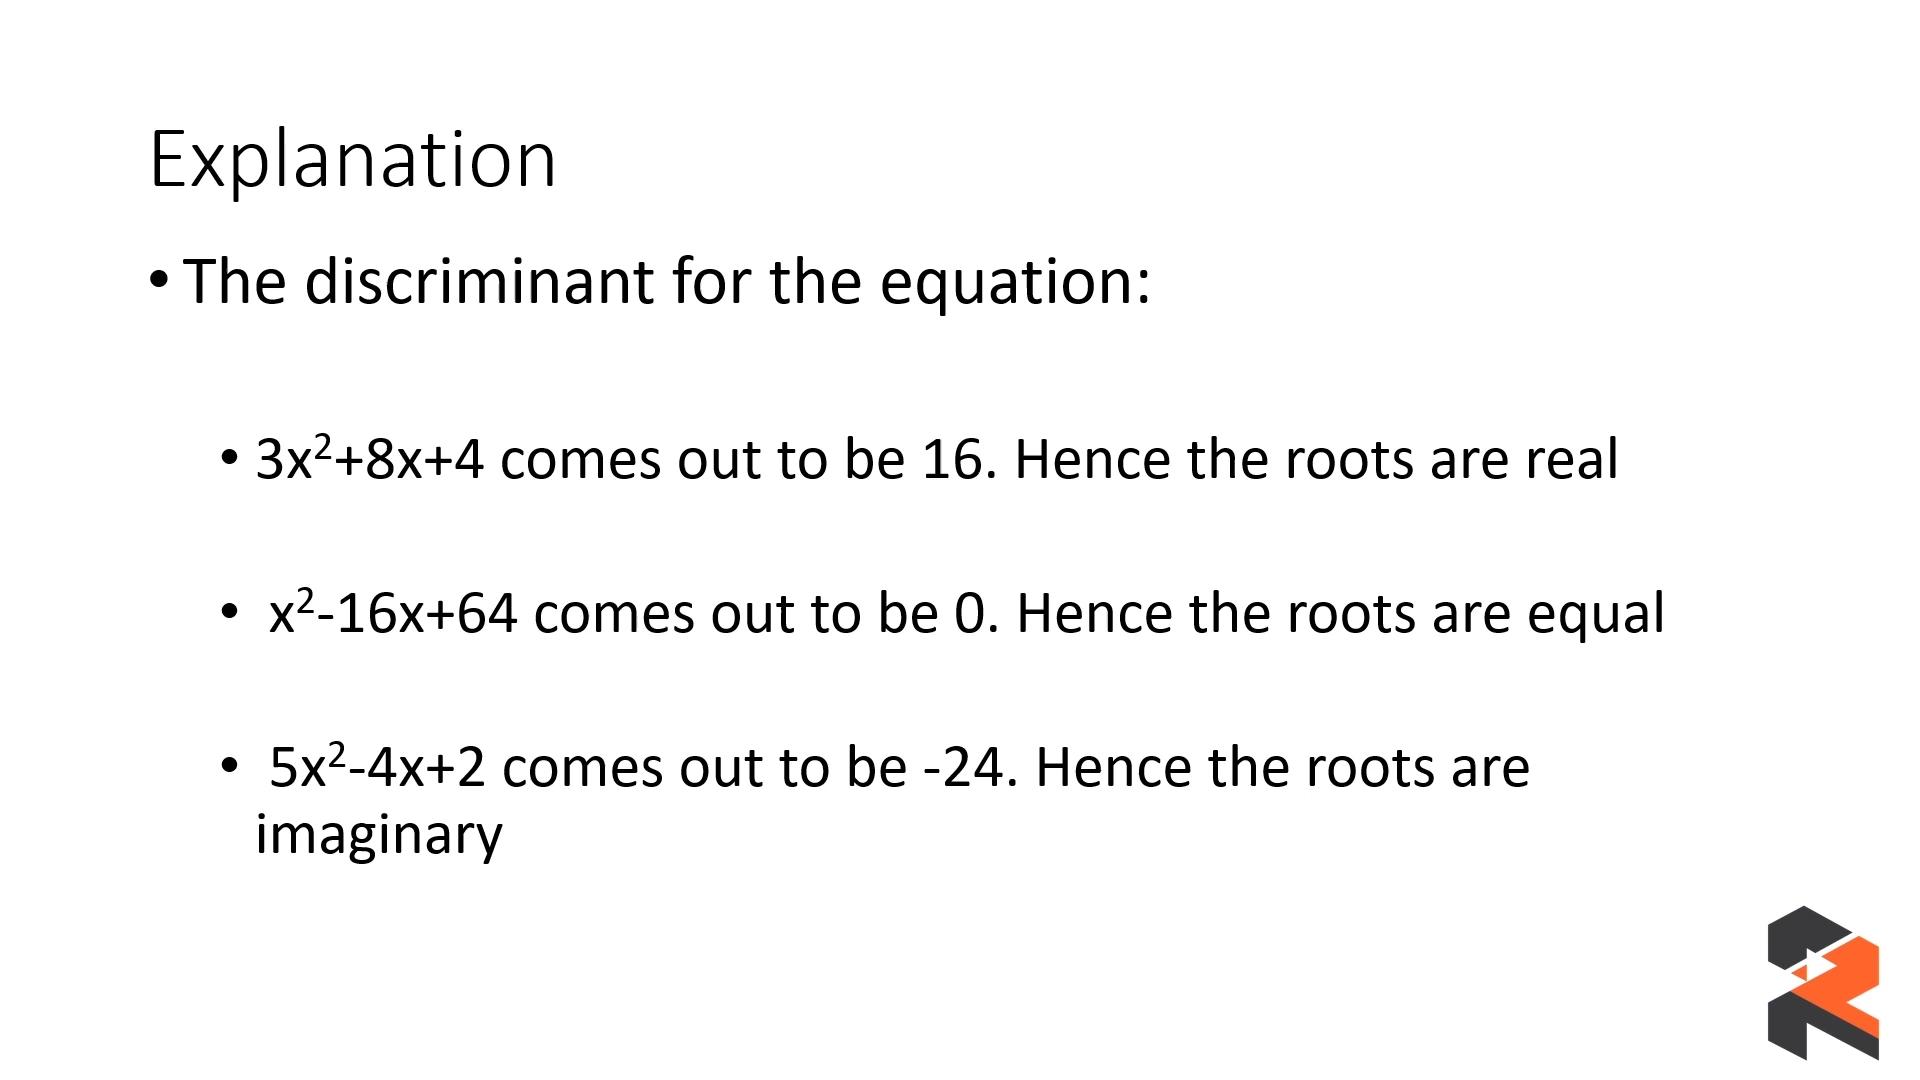 Explanation
• The discriminant for the equation:
• 3x²+8x+4 comes out to be 16. Hence the roots are real
• x²-16x+64 comes out to be 0. Hence the roots are equal
• 5x²-4x+2 comes out to be -24. Hence the roots are
imaginary